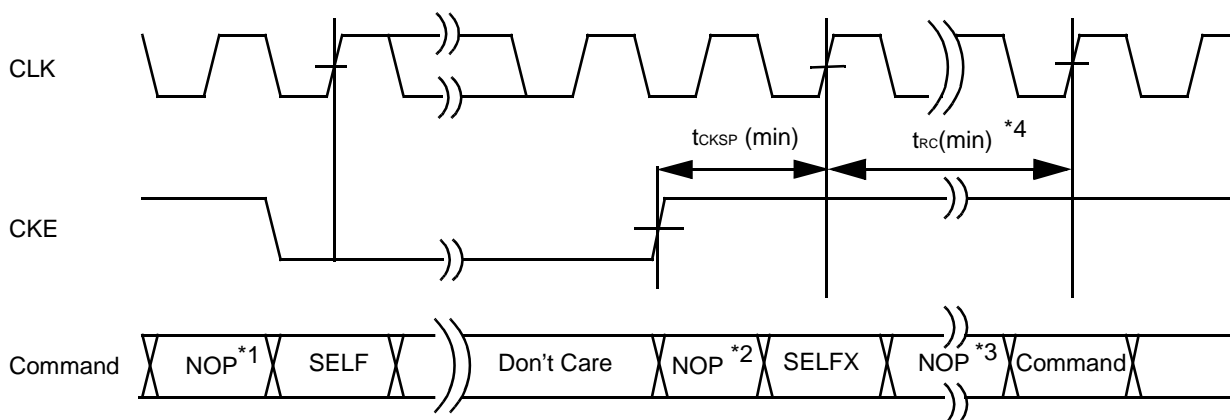 CLK
tCKSP (min)
tRC(min) *4
CKE
Command NOP*1 SELF Don't Care NOP*2 SELFX NOP*3 Command